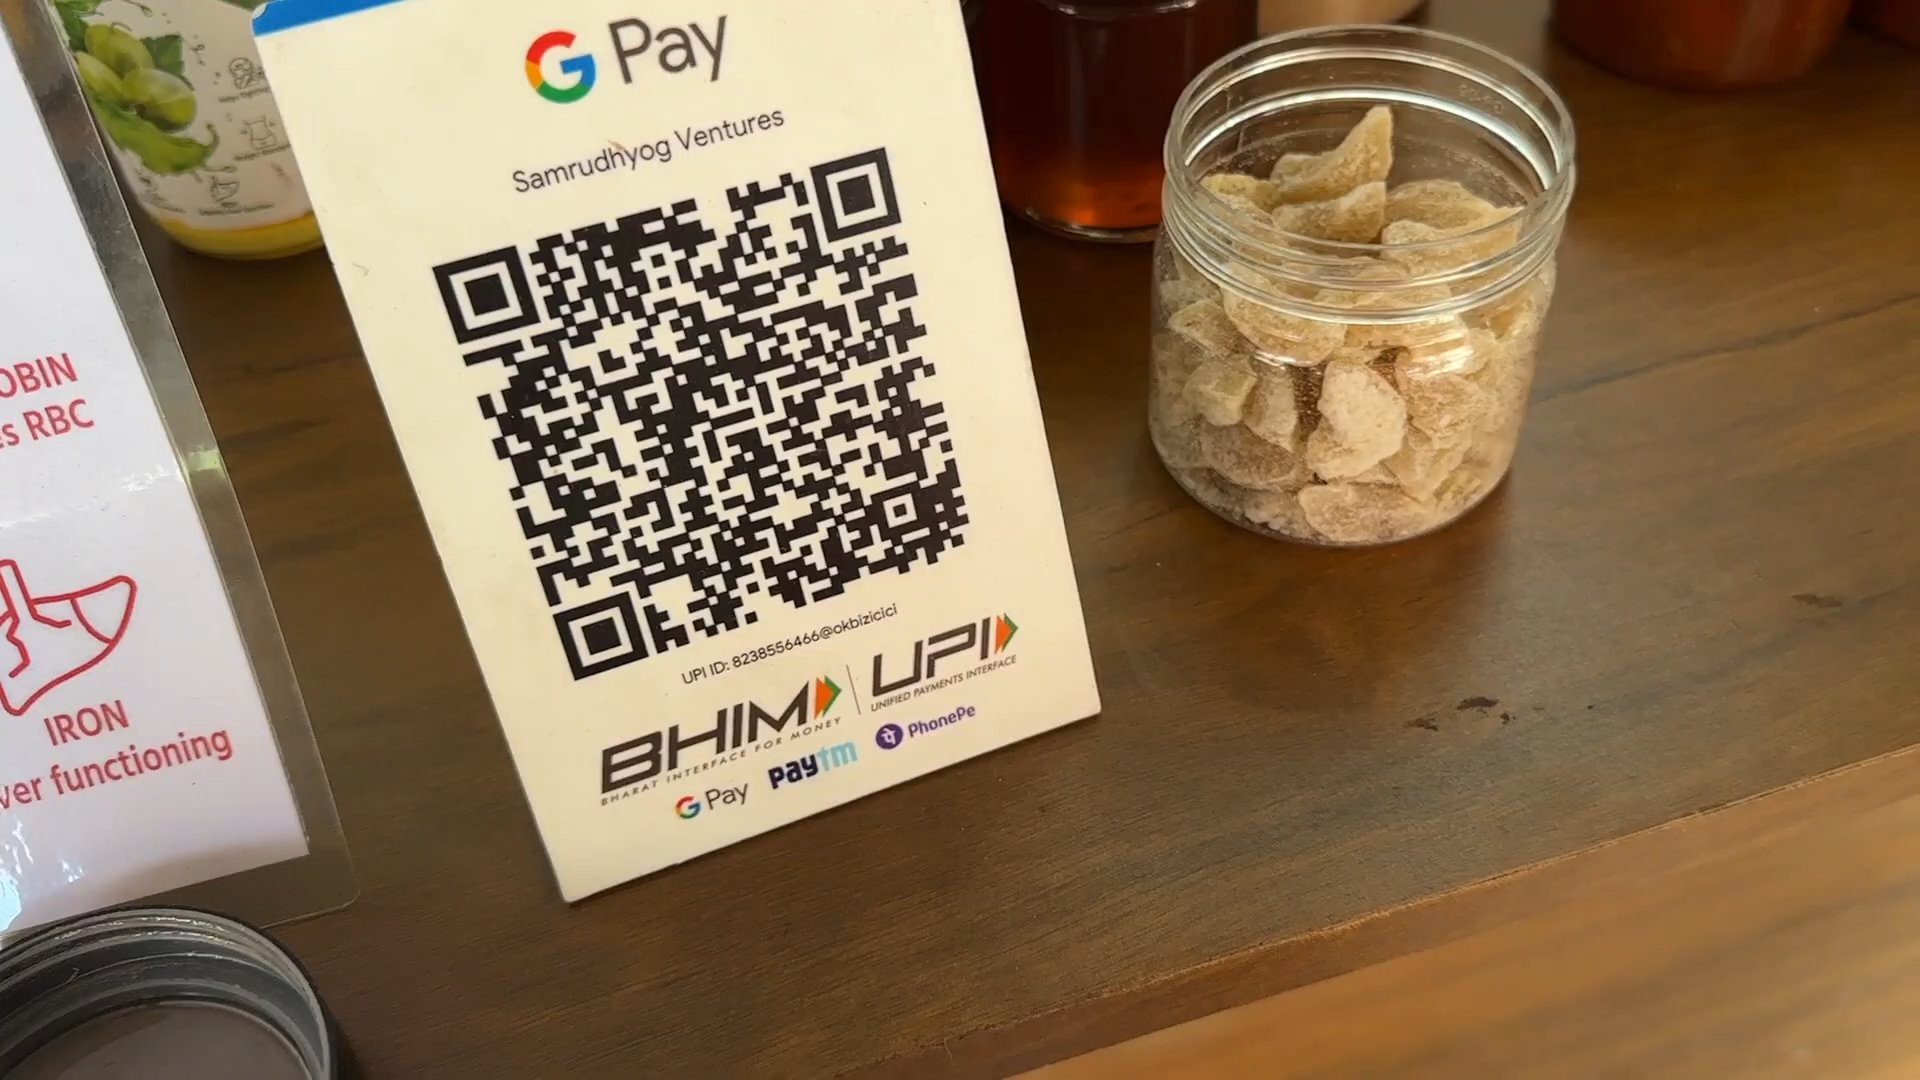 G Pay
Samrudhyog Ventures
UPI ID: 8238556466@okbizicici
BHIM
BHARAT INTERFACE FOR MONEY
UPI
UNIFIED PAYMENTS INTERFACE
G Pay
Paytm
PhonePe
OBIN
es RBC
IRON
ver functioning